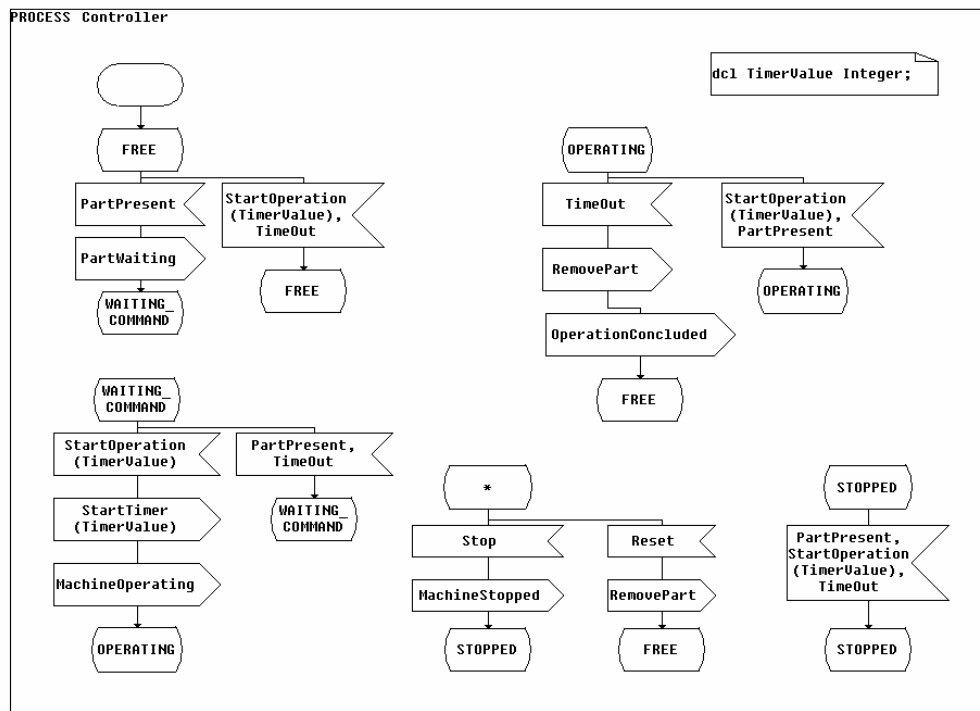 PROCESS Controller
dcl TimerValue Integer;
FREE
PartPresent
StartOperation
(TimerValue),
TimeOut
PartWaiting
FREE
WAITING_
COMMAND
OPERATING
TimeOut
StartOperation
(TimerValue),
PartPresent
RemovePart
OPERATING
OperationConcluded
FREE
WAITING_
COMMAND
StartOperation
(TimerValue)
PartPresent,
TimeOut
StartTimer
(TimerValue)
WAITING_
COMMAND
MachineOperating
OPERATING
*
Stop
Reset
MachineStopped
RemovePart
STOPPED
FREE
STOPPED
PartPresent,
StartOperation
(TimerValue),
TimeOut
STOPPED